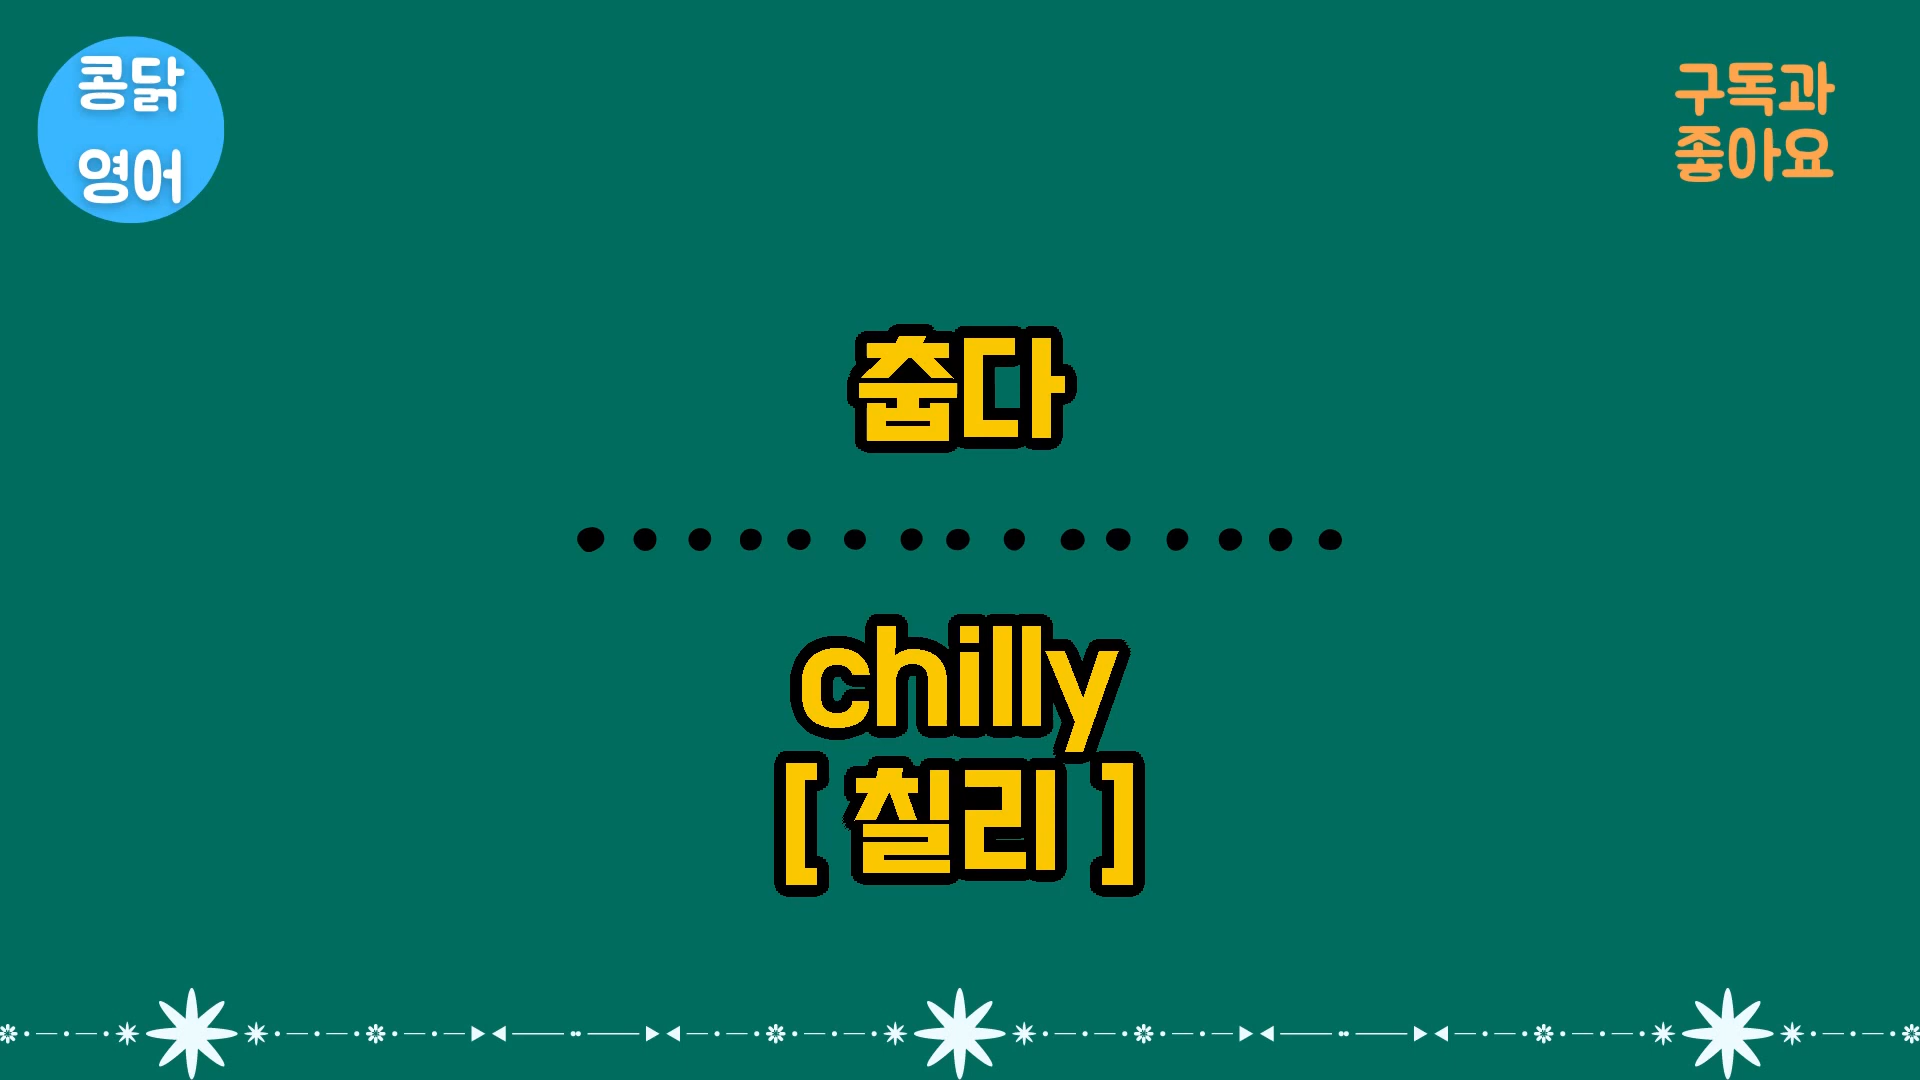 콩닭
영어
구독과
좋아요
춥다
chilly
[ 칠리 ]